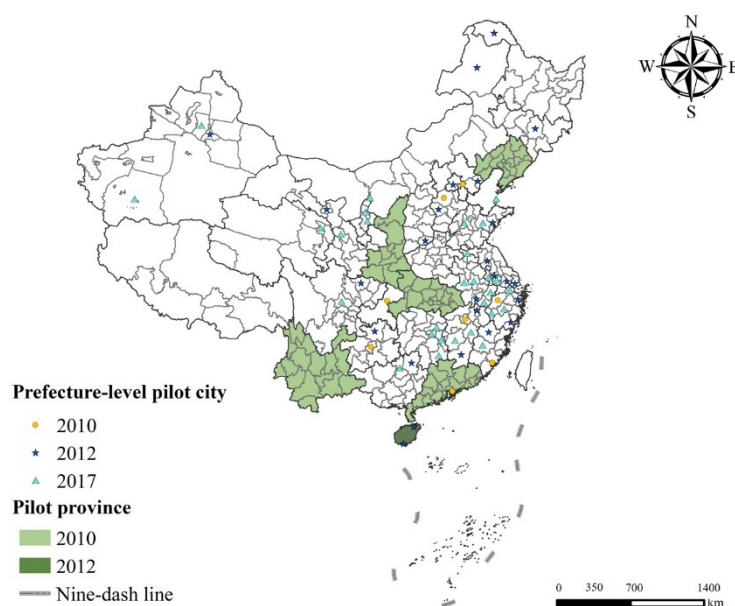 N
W
E
S
Prefecture-level pilot city
2010
2012
2017
Pilot province
2010
2012
Nine-dash line
0 350 700 1400
km